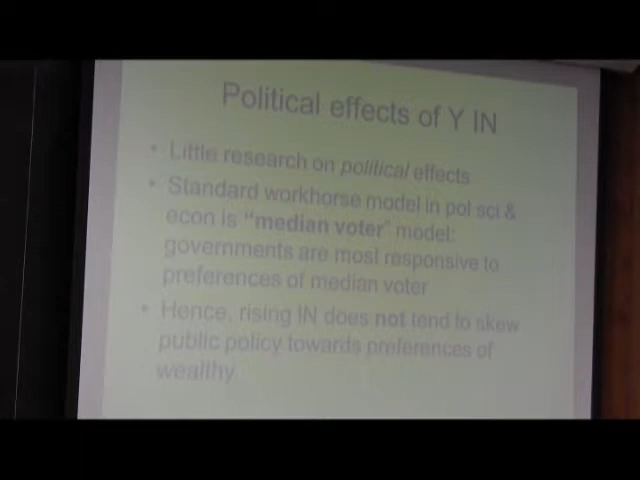 Political effects of Y IN
• Little research on political effects
• Standard workhorse model in pol sci &
econ is "median voter" model:
governments are most responsive to
preferences of median voter
• Hence, rising IN does not tend to skew
public policy towards preferences of
wealthy